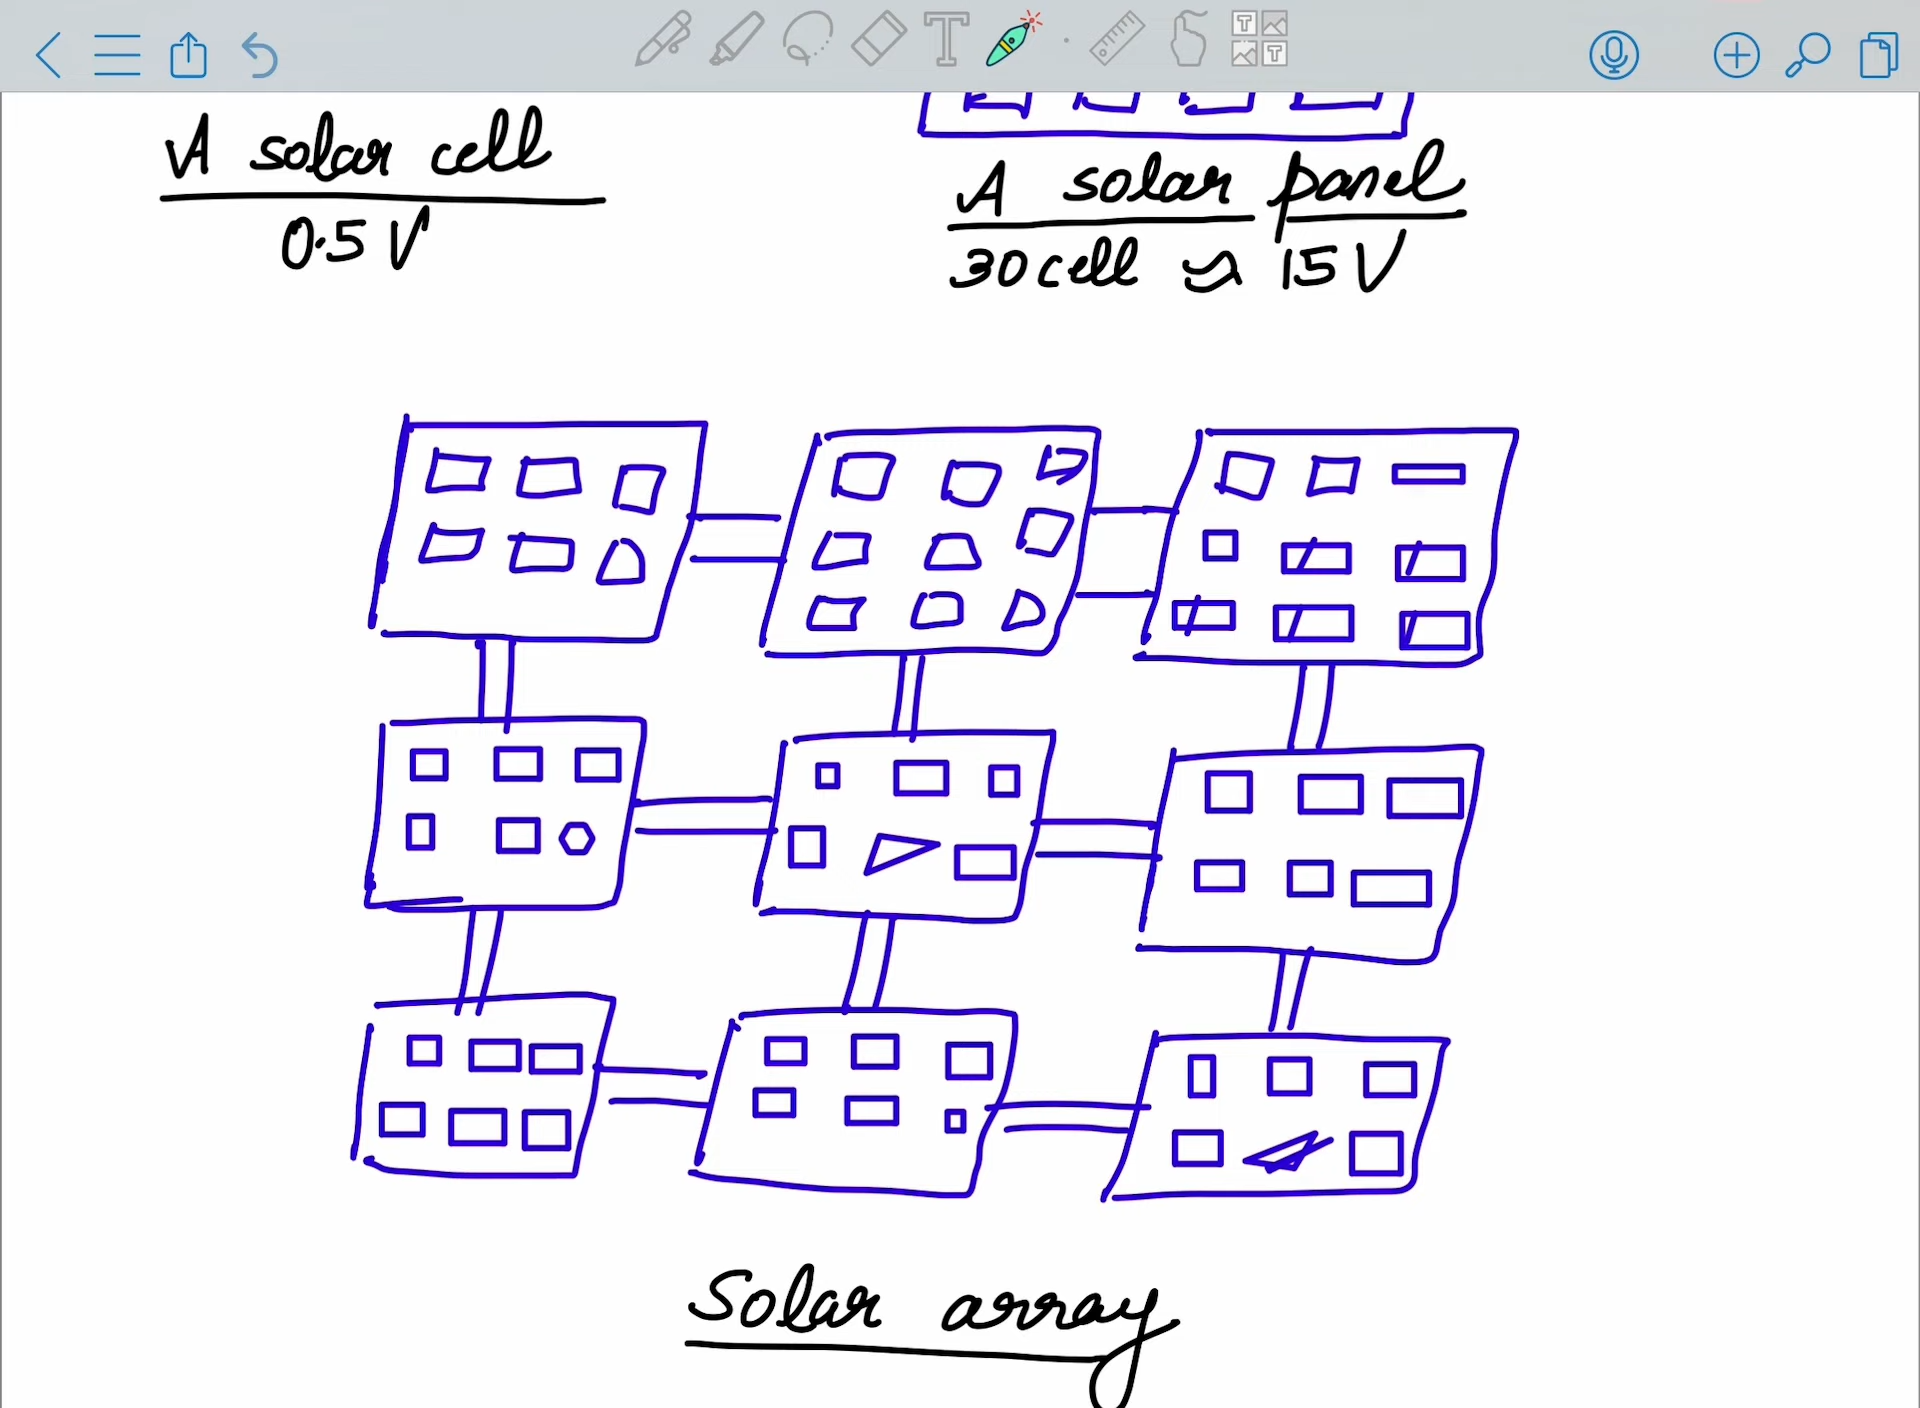 A solar cell
0.5 V
A solar panel
30 cell ≈ 15 V
Solar array